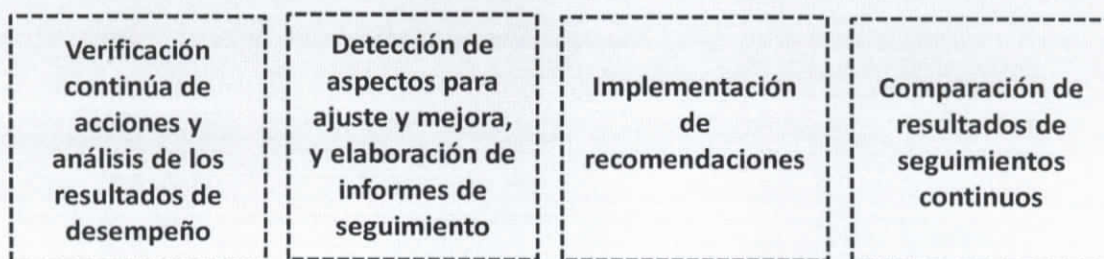 Verificación
continúa de
acciones y
análisis de los
resultados de
desempeño
Detección de
aspectos para
ajuste y mejora,
y elaboración de
informes de
seguimiento
Implementación
de
recomendaciones
Comparación de
resultados de
seguimientos
continuos